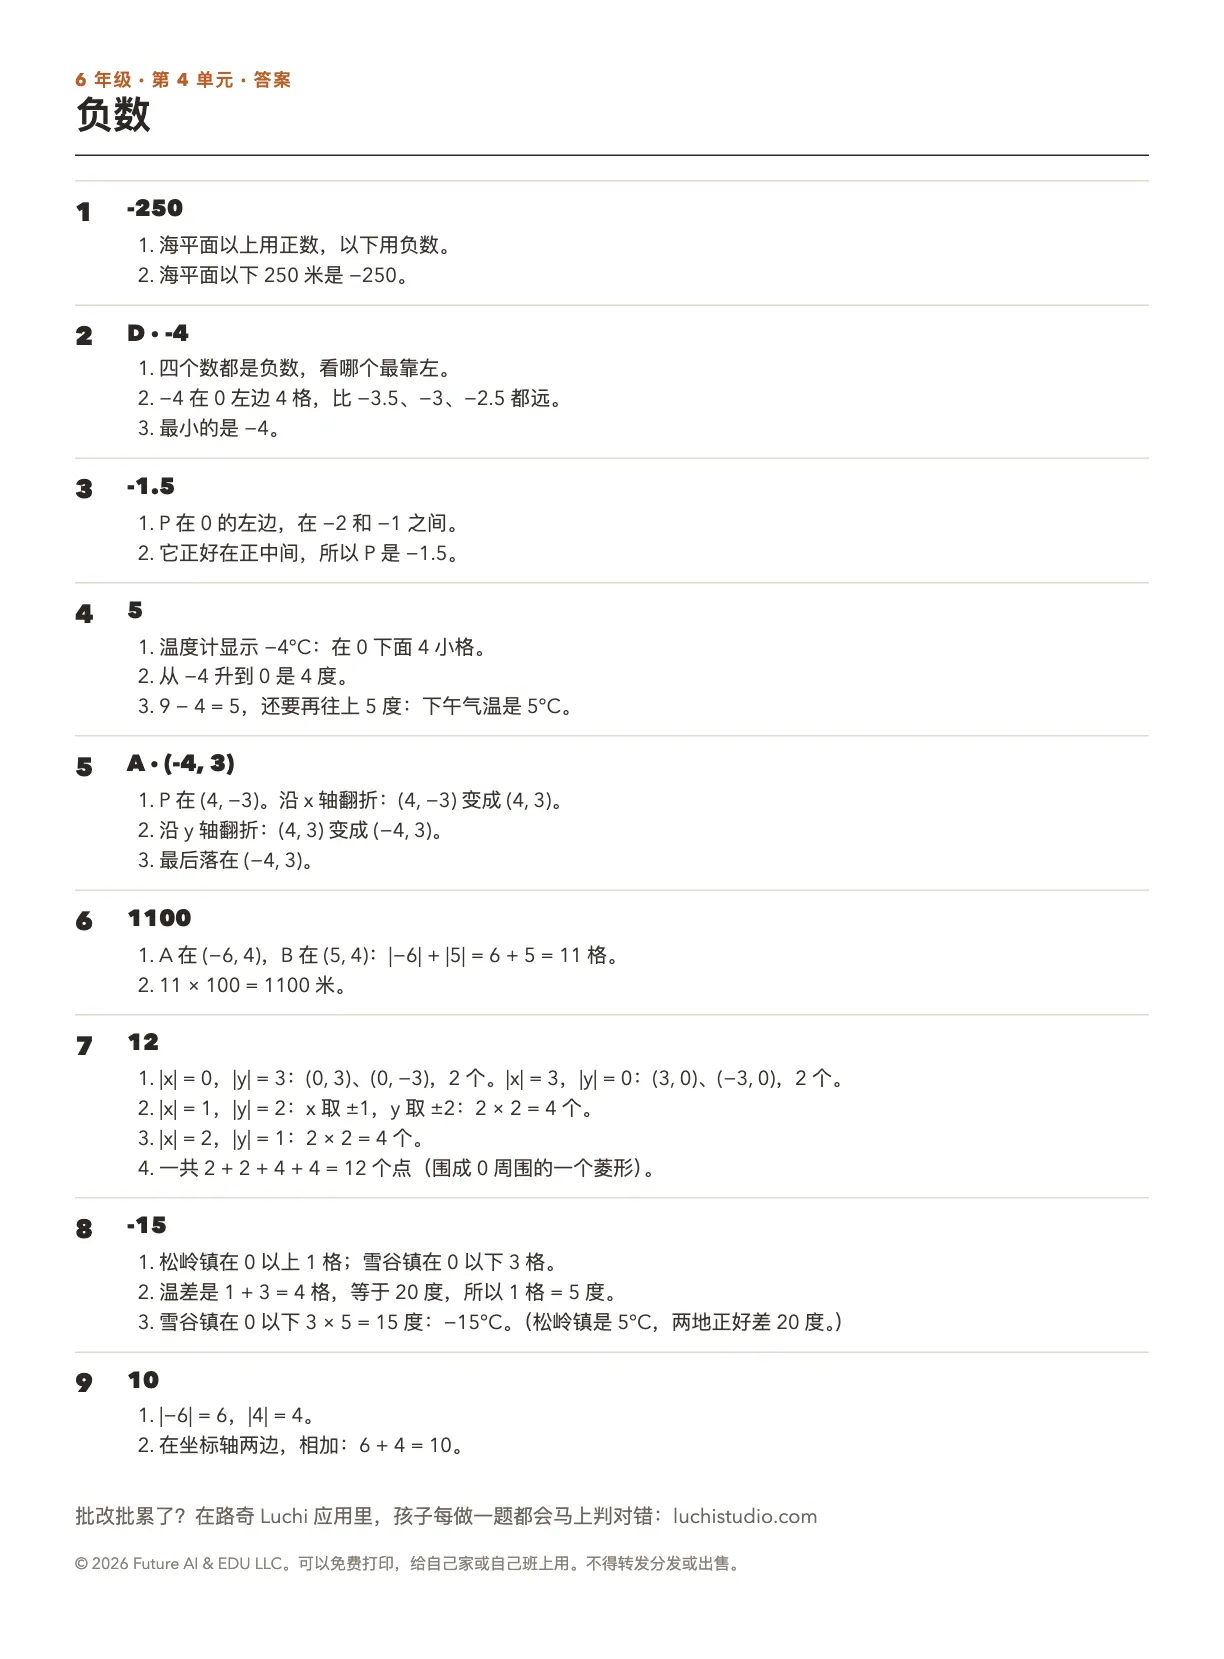 6 年级 · 第 4 单元 · 答案
负数
1 -250
1. 海平面以上用正数，以下用负数。
2. 海平面以下 250 米是 −250。
2 D · -4
1. 四个数都是负数，看哪个最靠左。
2. −4 在 0 左边 4 格，比 −3.5、−3、−2.5 都远。
3. 最小的是 −4。
3 -1.5
1. P 在 0 的左边，在 −2 和 −1 之间。
2. 它正好在正中间，所以 P 是 −1.5。
4 5
1. 温度计显示 −4°C：在 0 下面 4 小格。
2. 从 −4 升到 0 是 4 度。
3. 9 − 4 = 5，还要再往上 5 度：下午气温是 5°C。
5 A · (-4, 3)
1. P 在 (4, −3)。沿 x 轴翻折：(4, −3) 变成 (4, 3)。
2. 沿 y 轴翻折：(4, 3) 变成 (−4, 3)。
3. 最后落在 (−4, 3)。
6 1100
1. A 在 (−6, 4)，B 在 (5, 4)：|−6| + |5| = 6 + 5 = 11 格。
2. 11 × 100 = 1100 米。
7 12
1. |x| = 0，|y| = 3：(0, 3)、(0, −3)，2 个。|x| = 3，|y| = 0：(3, 0)、(−3, 0)，2 个。
2. |x| = 1，|y| = 2：x 取 ±1，y 取 ±2：2 × 2 = 4 个。
3. |x| = 2，|y| = 1：2 × 2 = 4 个。
4. 一共 2 + 2 + 4 + 4 = 12 个点（围成 0 周围的一个菱形）。
8 -15
1. 松岭镇在 0 以上 1 格；雪谷镇在 0 以下 3 格。
2. 温差是 1 + 3 = 4 格，等于 20 度，所以 1 格 = 5 度。
3. 雪谷镇在 0 以下 3 × 5 = 15 度：−15°C。（松岭镇是 5°C，两地正好差 20 度。）
9 10
1. |−6| = 6，|4| = 4。
2. 在坐标轴两边，相加：6 + 4 = 10。
批改批累了？在路奇 Luchi 应用里，孩子每做一题都会马上判对错：luchistudio.com
© 2026 Future AI & EDU LLC。可以免费打印，给自己家或自己班上用。不得转发分发或出售。